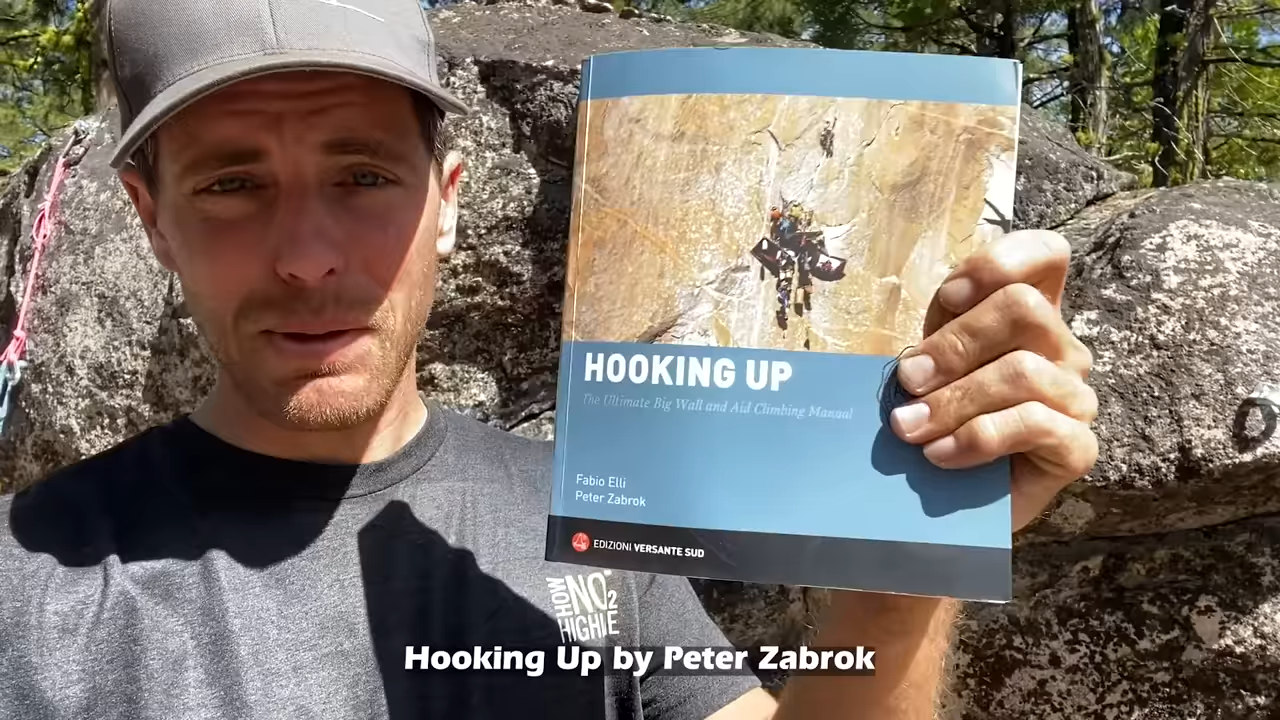 HOOKING UP
The Ultimate Big Wall and Aid Climbing Manual
Fabio Elli
Peter Zabrok
EDIZIONI VERSANTE SUD
HOW
NO
2
HIGHLINE
Hooking Up by Peter Zabrok